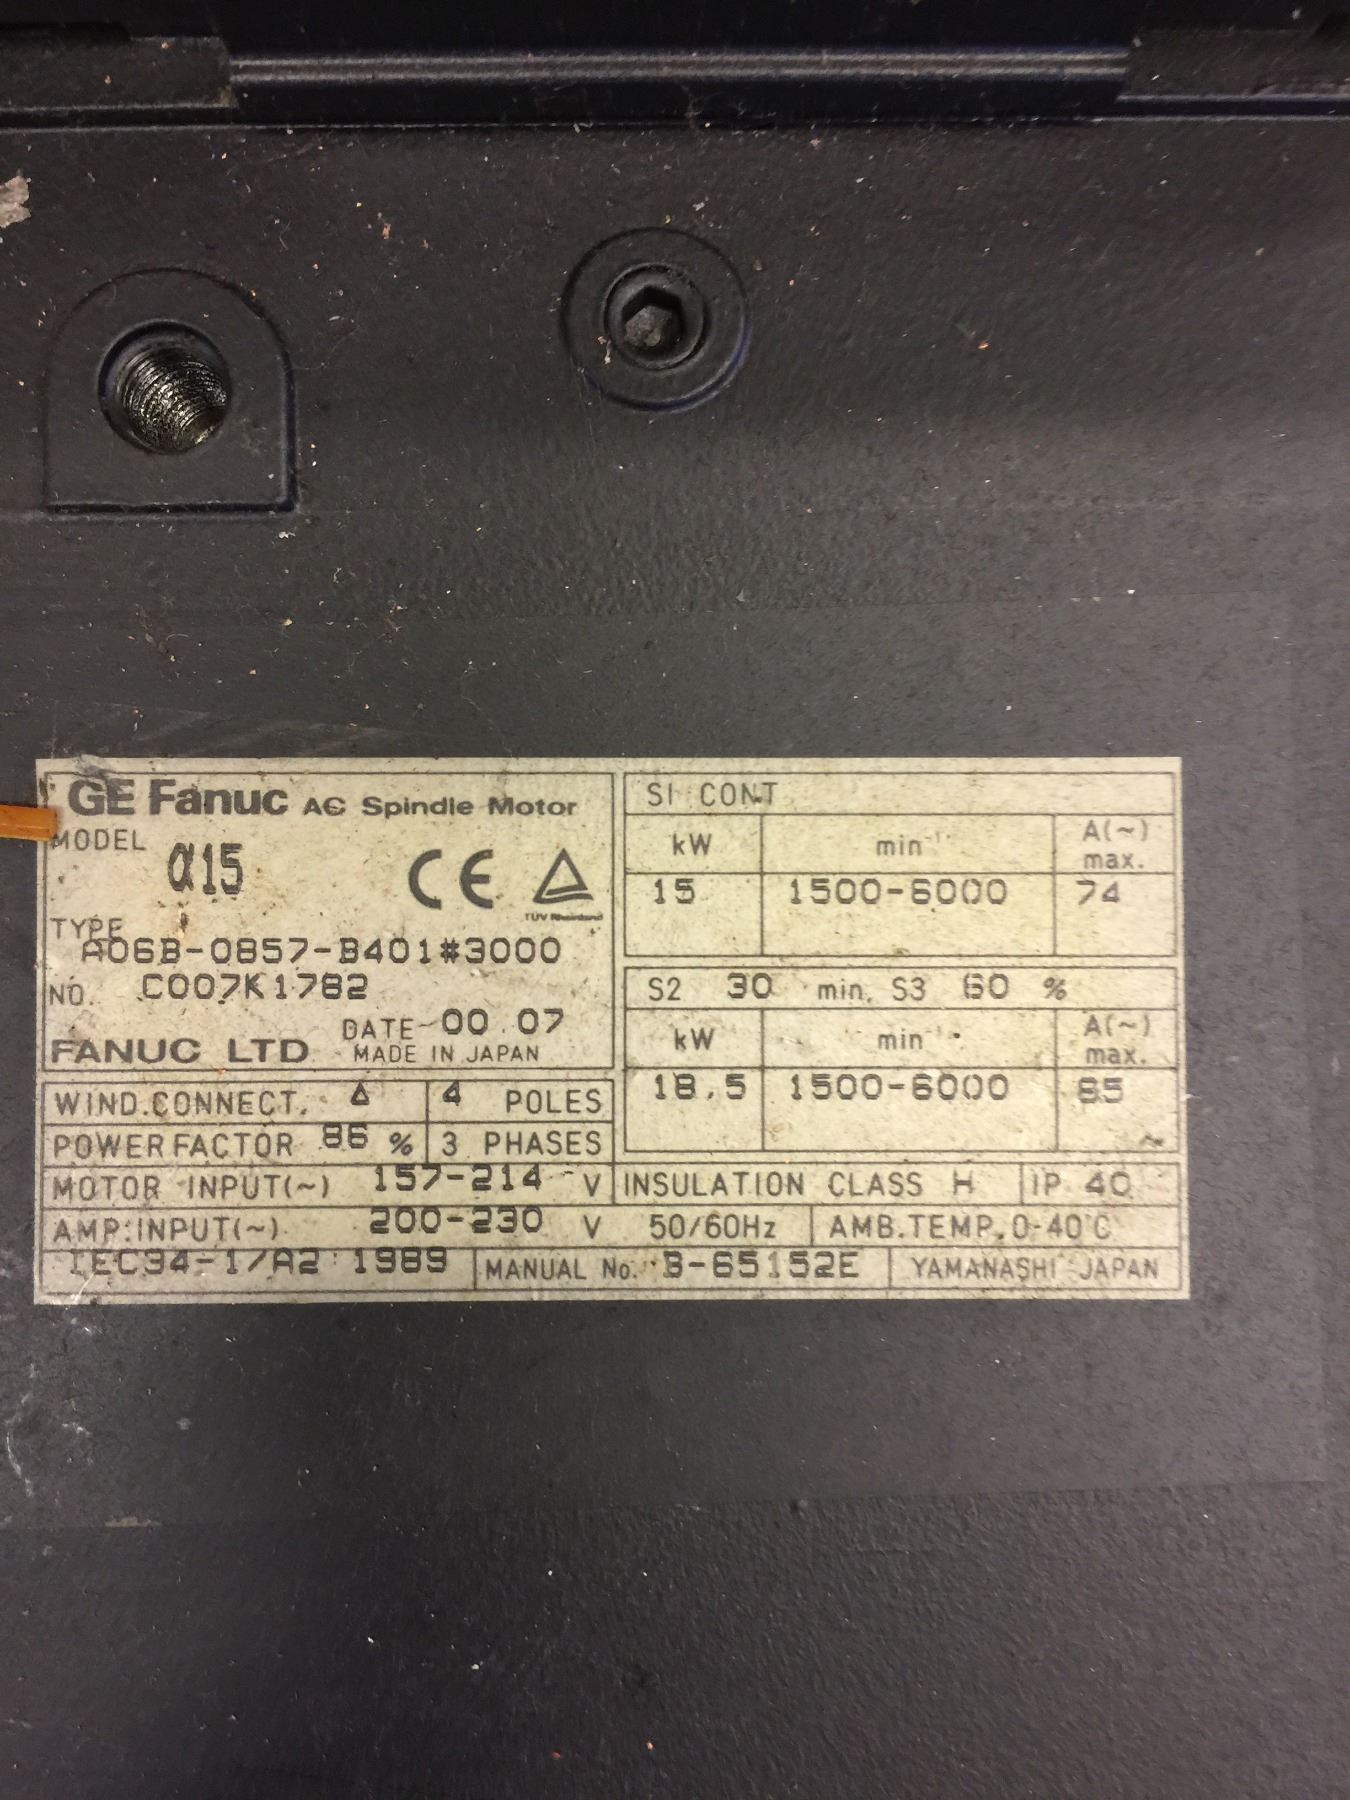 GE Fanuc AC Spindle Motor
MODEL α15
CE
TÜV Rheinland
TYPE A06B-0857-B401#3000
NO. C007K1782
DATE 00.07
FANUC LTD MADE IN JAPAN
S1 CONT
kW min⁻¹ A(~) max.
15 1500-6000 74
S2 30 min. S3 60 %
kW min⁻¹ A(~) max.
18.5 1500-6000 85
WIND.CONNECT. Δ 4 POLES
POWER FACTOR 86 % 3 PHASES
MOTOR INPUT(~) 157-214 V INSULATION CLASS H IP 40
AMP.INPUT(~) 200-230 V 50/60Hz AMB.TEMP. 0-40°C
IEC34-1/A2 1989 MANUAL No. B-65152E YAMANASHI JAPAN